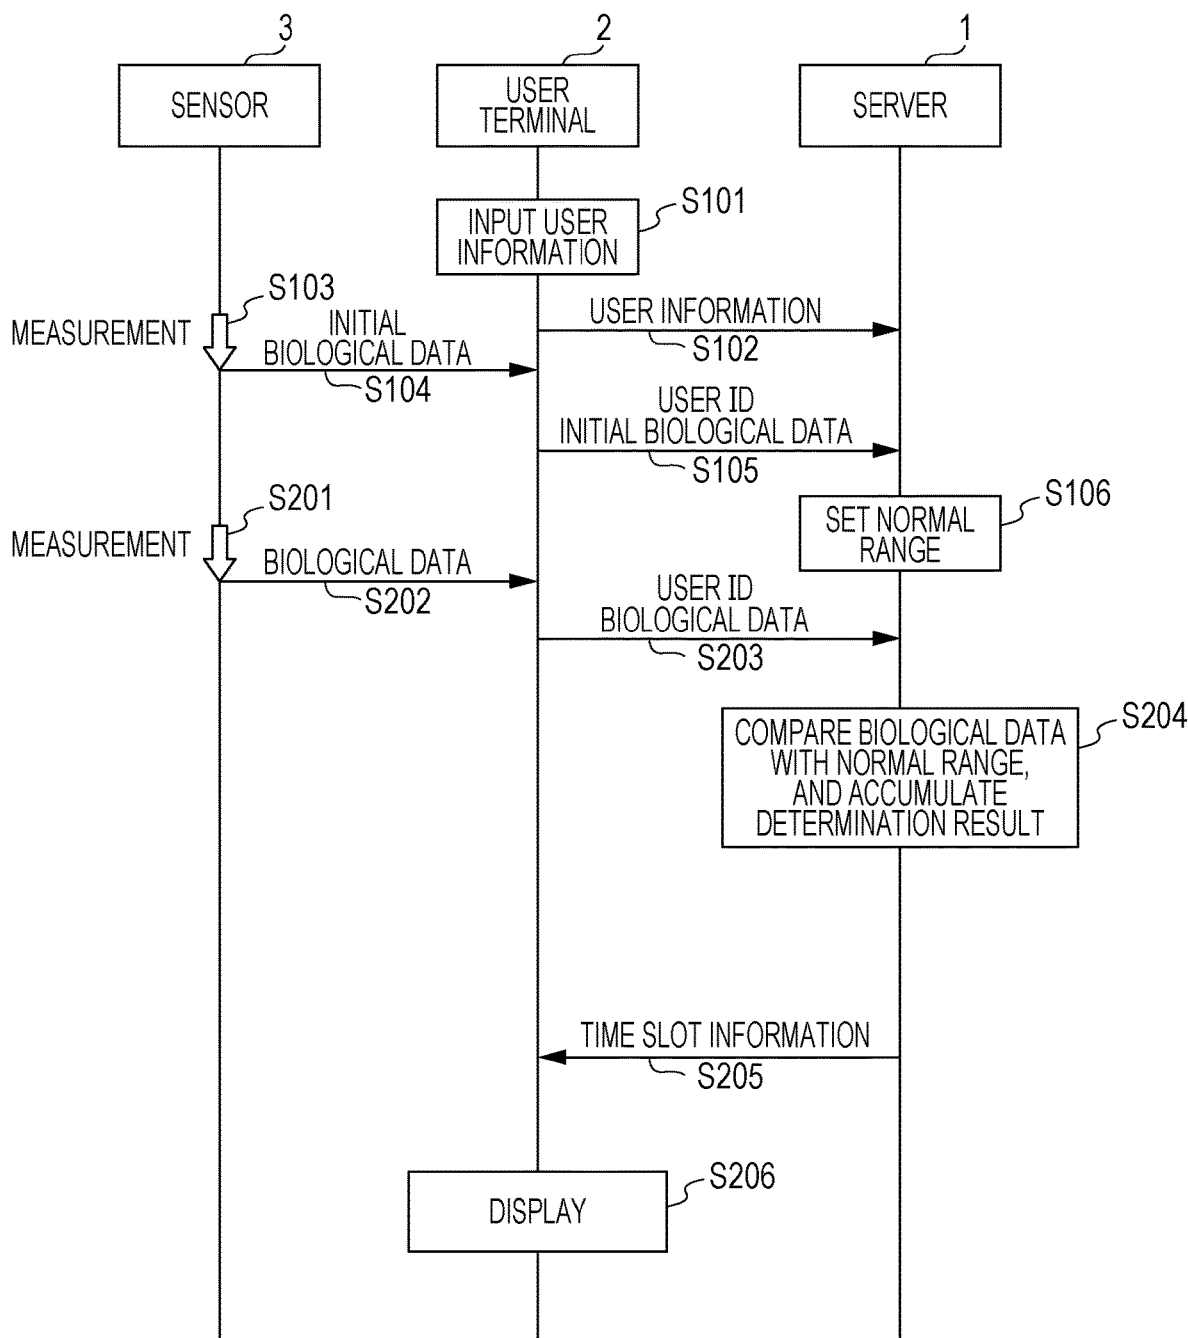 3
2
1
SENSOR
USER
TERMINAL
SERVER
S101
INPUT USER
INFORMATION
S103
MEASUREMENT
USER INFORMATION
S102
INITIAL
BIOLOGICAL DATA
S104
USER ID
INITIAL BIOLOGICAL DATA
S105
S106
SET NORMAL
RANGE
S201
MEASUREMENT
BIOLOGICAL DATA
S202
USER ID
BIOLOGICAL DATA
S203
S204
COMPARE BIOLOGICAL DATA
WITH NORMAL RANGE,
AND ACCUMULATE
DETERMINATION RESULT
TIME SLOT INFORMATION
S205
S206
DISPLAY